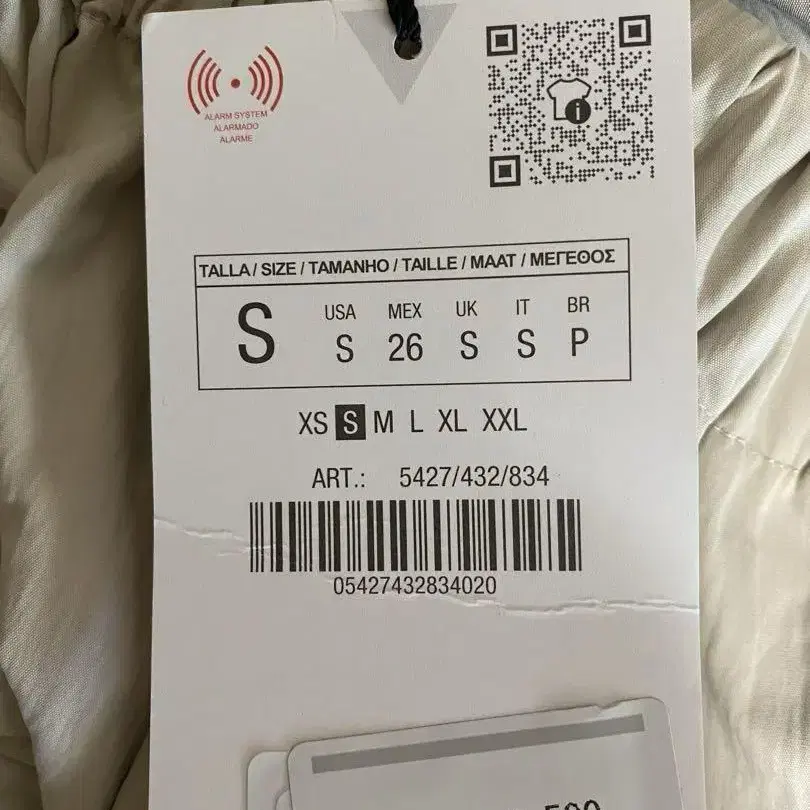 ALARM SYSTEM
ALARMADO
ALARME
i
TALLA / SIZE / TAMANHO / TAILLE / MAAT / ΜΕΓΕΘΟΣ
S
USA MEX UK IT BR
S 26 S S P
XS S M L XL XXL
ART.: 5427/432/834
05427432834020